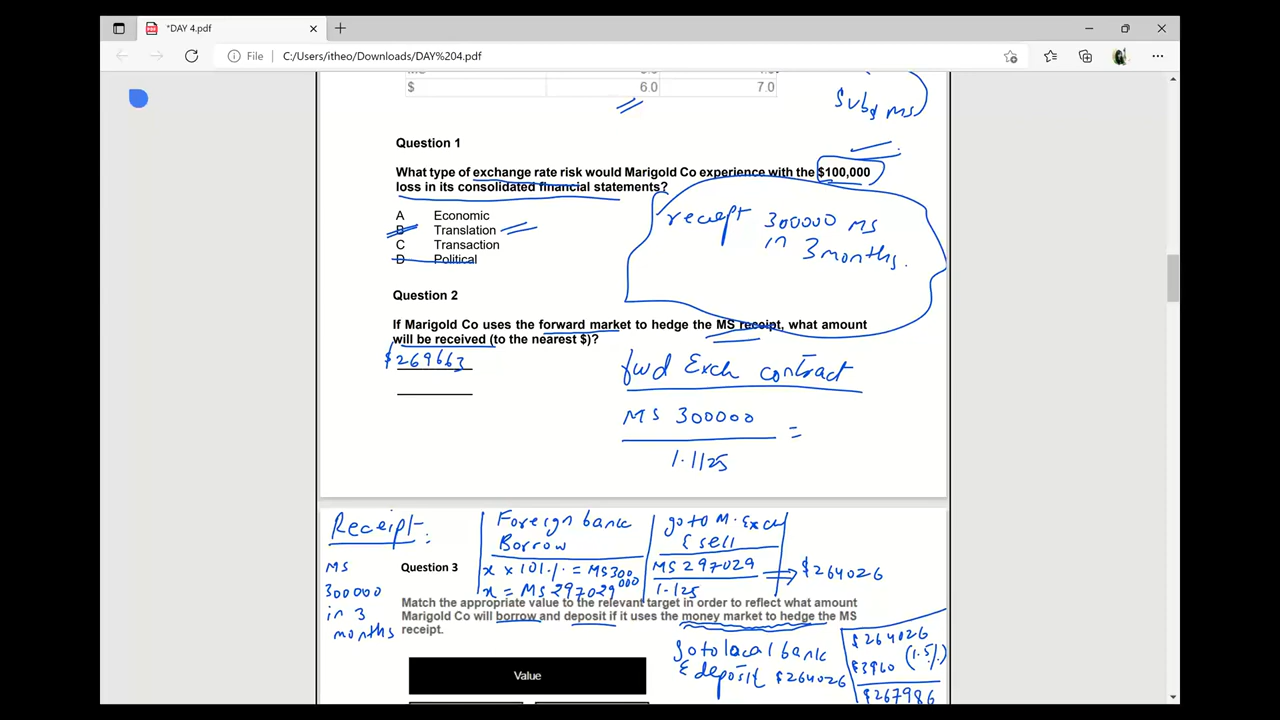 *DAY 4.pdf
File C:/Users/itheo/Downloads/DAY%204.pdf
$ 6.0 7.0
Subs MS
Question 1
What type of exchange rate risk would Marigold Co experience with the $100,000
loss in its consolidated financial statements?
A Economic
B Translation
C Transaction
D Political
receipt 300000 MS
in 3 months.
Question 2
If Marigold Co uses the forward market to hedge the MS receipt, what amount
will be received (to the nearest $)?
$269663
fwd Exch contract
MS 300000
=
1.1125
Receipt:
MS
300000
in 3
months
Foreign bank
Borrow
x × 101% = MS300 000
x = MS 297029
go to M. Exch
& sell
MS 297029
1.125
$264026
Question 3
Match the appropriate value to the relevant target in order to reflect what amount
Marigold Co will borrow and deposit if it uses the money market to hedge the MS
receipt.
Go to local bank
& deposit $264026
$264026
$3960 (1.5%)
$267986
Value